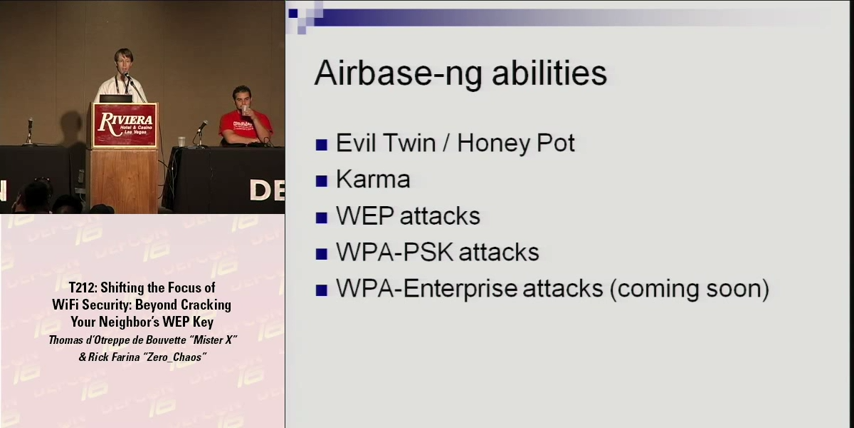 RIVIERA
Hotel & Casino
Las Vegas
N
DE
T212: Shifting the Focus of
WiFi Security: Beyond Cracking
Your Neighbor's WEP Key
Thomas d'Otreppe de Bouvette "Mister X"
& Rick Farina "Zero_Chaos"
DEFCON 16
Airbase-ng abilities
Evil Twin / Honey Pot
Karma
WEP attacks
WPA-PSK attacks
WPA-Enterprise attacks (coming soon)